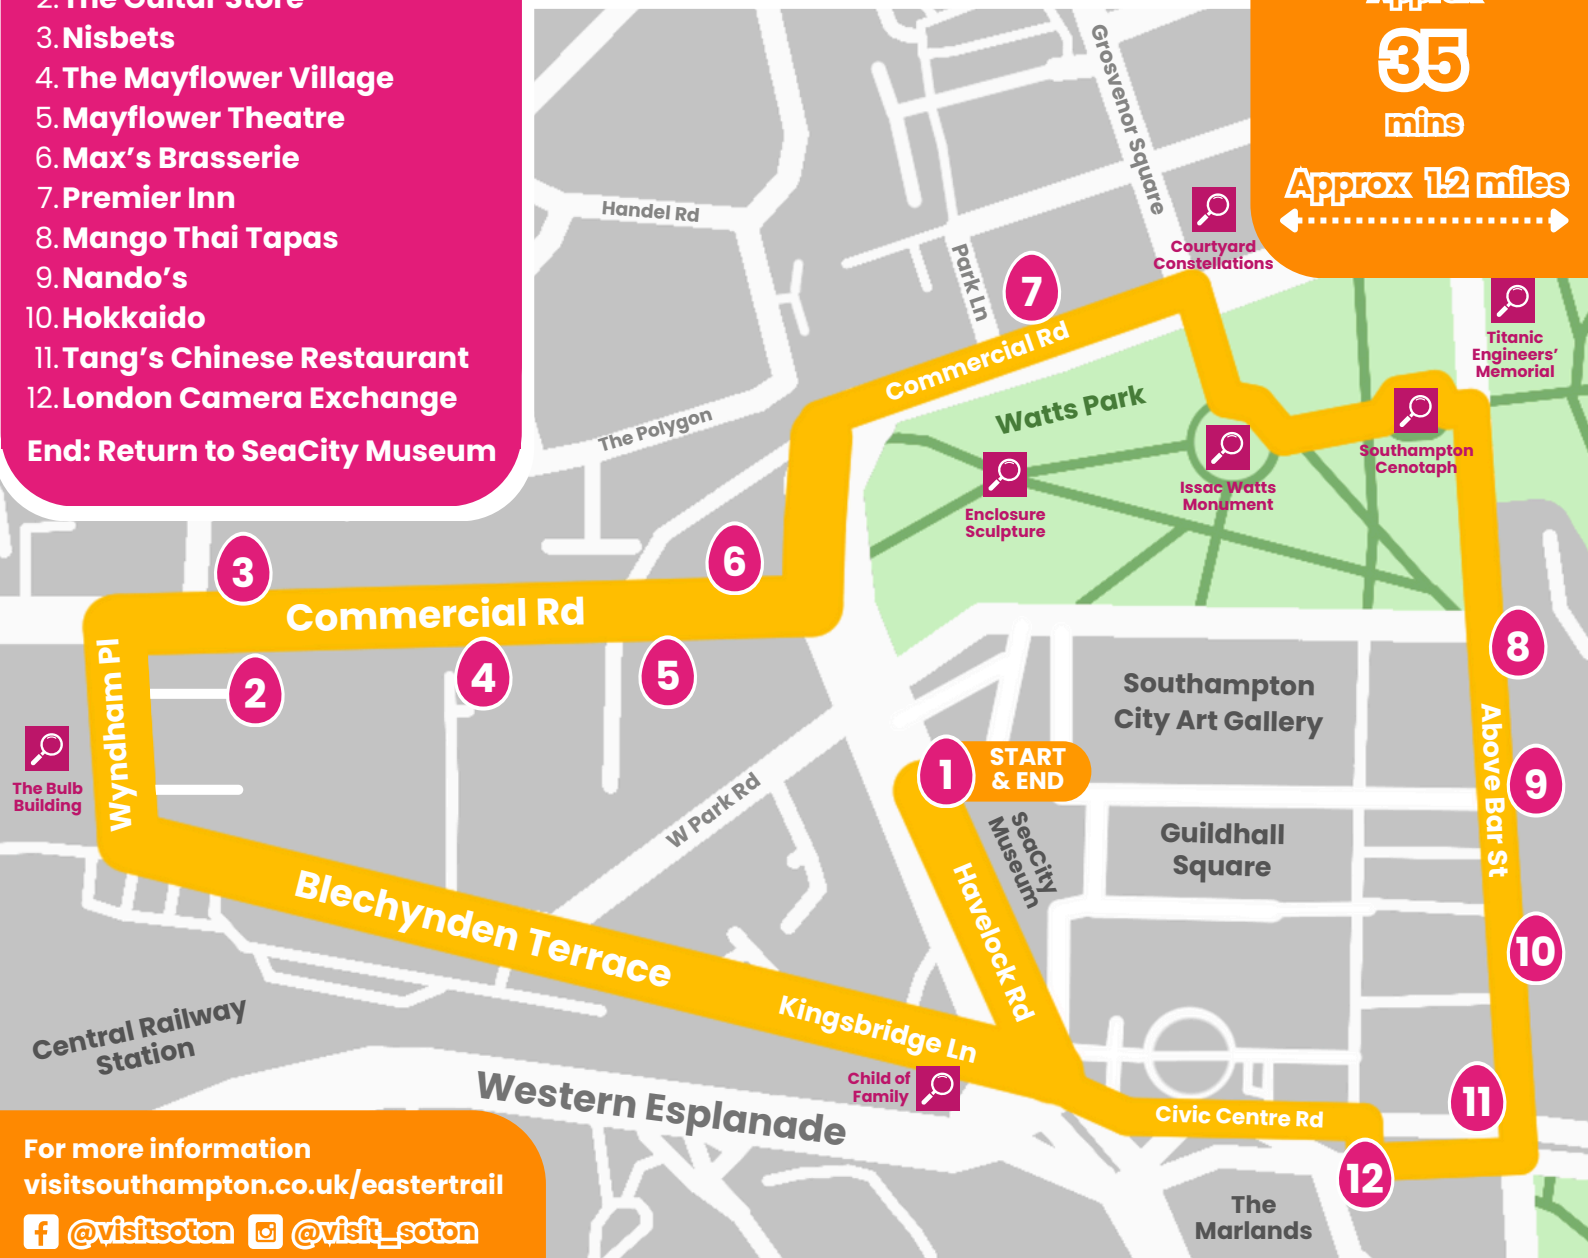 2. The Guitar Store
3. Nisbets
4. The Mayflower Village
5. Mayflower Theatre
6. Max's Brasserie
7. Premier Inn
8. Mango Thai Tapas
9. Nando's
10. Hokkaido
11. Tang's Chinese Restaurant
12. London Camera Exchange
End: Return to SeaCity Museum
Approx
35
mins
Approx 1.2 miles
Grosvenor Square
Handel Rd
Park Ln
Courtyard
Constellations
7
Commercial Rd
Titanic
Engineers'
Memorial
The Polygon
Watts Park
Southampton
Cenotaph
Issac Watts
Monument
Enclosure
Sculpture
3
6
Commercial Rd
2
4
5
8
Wyndham Pl
The Bulb
Building
Southampton
City Art Gallery
1
START
& END
Above Bar St
9
W Park Rd
SeaCity
Museum
Guildhall
Square
Havelock Rd
Blechynden Terrace
10
Kingsbridge Ln
Central Railway
Station
Child of
Family
Western Esplanade
Civic Centre Rd
11
12
The
Marlands
For more information
visitsouthampton.co.uk/eastertrail
@visitsoton @visit_soton